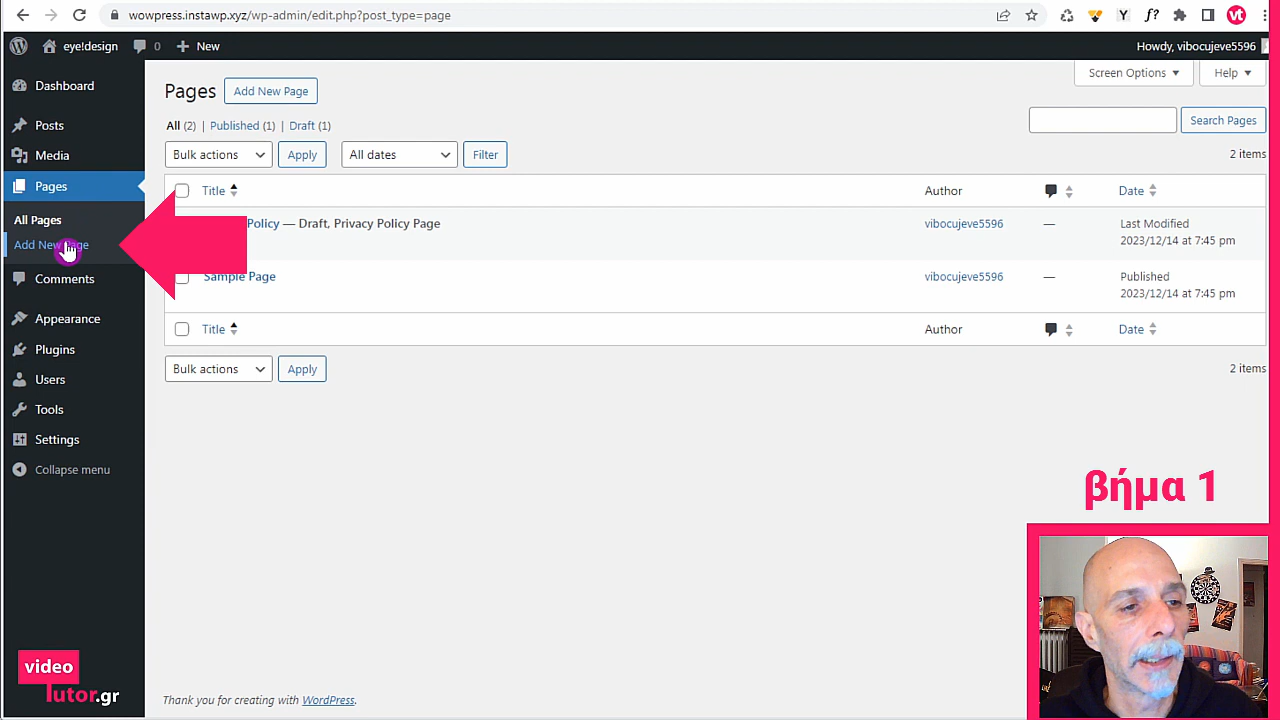 wowpress.instawp.xyz/wp-admin/edit.php?post_type=page
eye!design 0 New
Howdy, vibocujeve5596
Dashboard
Posts
Media
Pages
All Pages
Add New Page
Comments
Appearance
Plugins
Users
Tools
Settings
Collapse menu
Screen Options Help
Pages Add New Page
All (2) | Published (1) | Draft (1)
Search Pages
Bulk actions Apply All dates Filter
2 items
Title Author Date
Policy — Draft, Privacy Policy Page vibocujeve5596 — Last Modified
2023/12/14 at 7:45 pm
Sample Page vibocujeve5596 — Published
2023/12/14 at 7:45 pm
Title Author Date
Bulk actions Apply
2 items
βήμα 1
Thank you for creating with WordPress.
video
tutor.gr